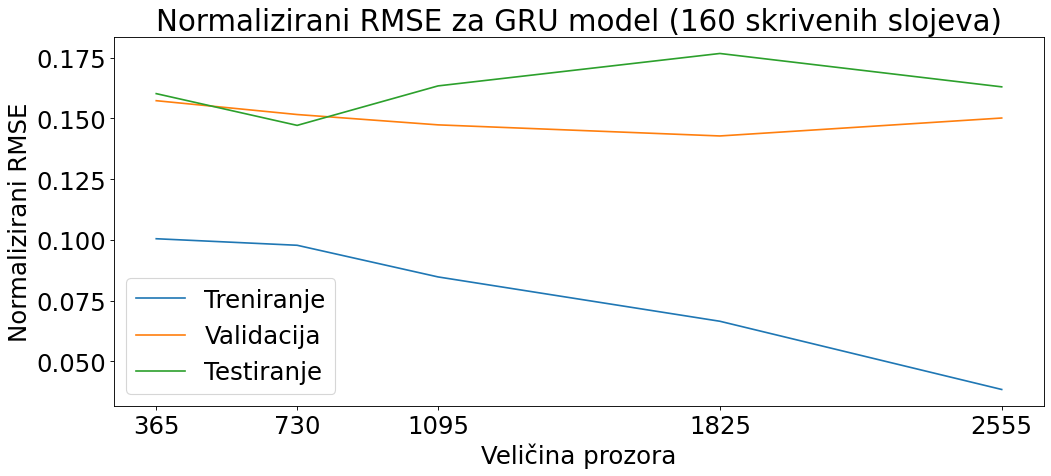 Normalizirani RMSE za GRU model (160 skrivenih slojeva)
Normalizirani RMSE
0.175
0.150
0.125
0.100
0.075
0.050
Treniranje
Validacija
Testiranje
365 730 1095 1825 2555
Veličina prozora